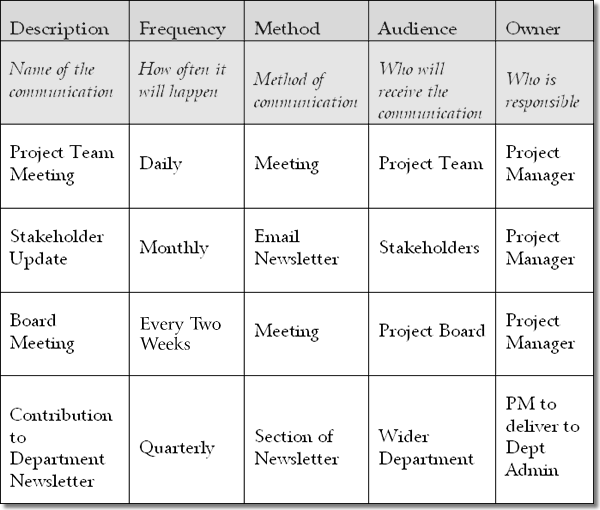 Description
Frequency
Method
Audience
Owner
Name of the
communication
How often it
will happen
Method of
communication
Who will
receive the
communication
Who is
responsible
Project Team
Meeting
Daily
Meeting
Project Team
Project
Manager
Stakeholder
Update
Monthly
Email
Newsletter
Stakeholders
Project
Manager
Board
Meeting
Every Two
Weeks
Meeting
Project Board
Project
Manager
Contribution
to
Department
Newsletter
Quarterly
Section of
Newsletter
Wider
Department
PM to
deliver to
Dept
Admin